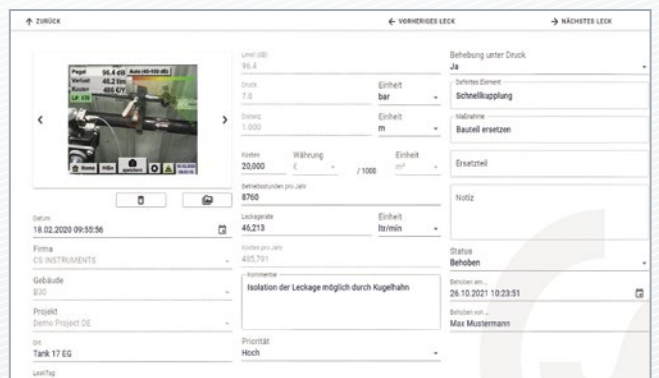 ZURÜCK
VORHERIGES LECK
NÄCHSTES LECK
Pegel 96.4 dB Auto (40-100 dB)
Verlust 46.2 l/m
Kosten 486 €/Y
Home
speichern
Datum
18.02.2020 09:55:56
Firma
CS INSTRUMENTS
Gebäude
B30
Projekt
Demo Project DE
Ort
Tank 17 EG
LeakTag
Level (dB)
96.4
Druck
7.0
Einheit
bar
Distanz
1.000
Einheit
m
Kosten
20,000
Währung
€
/ 1000
Einheit
m³
Betriebsstunden pro Jahr
8760
Leckagerate
46,213
Einheit
ltr/min
Kosten pro Jahr
485,791
Kommentar
Isolation der Leckage möglich durch Kugelhahn
Priorität
Hoch
Behebung unter Druck
Ja
Defektes Element
Schnellkupplung
Maßnahme
Bauteil ersetzen
Ersatzteil
Notiz
Status
Behoben
Behoben am ...
26.10.2021 10:23:51
Behoben von ...
Max Mustermann